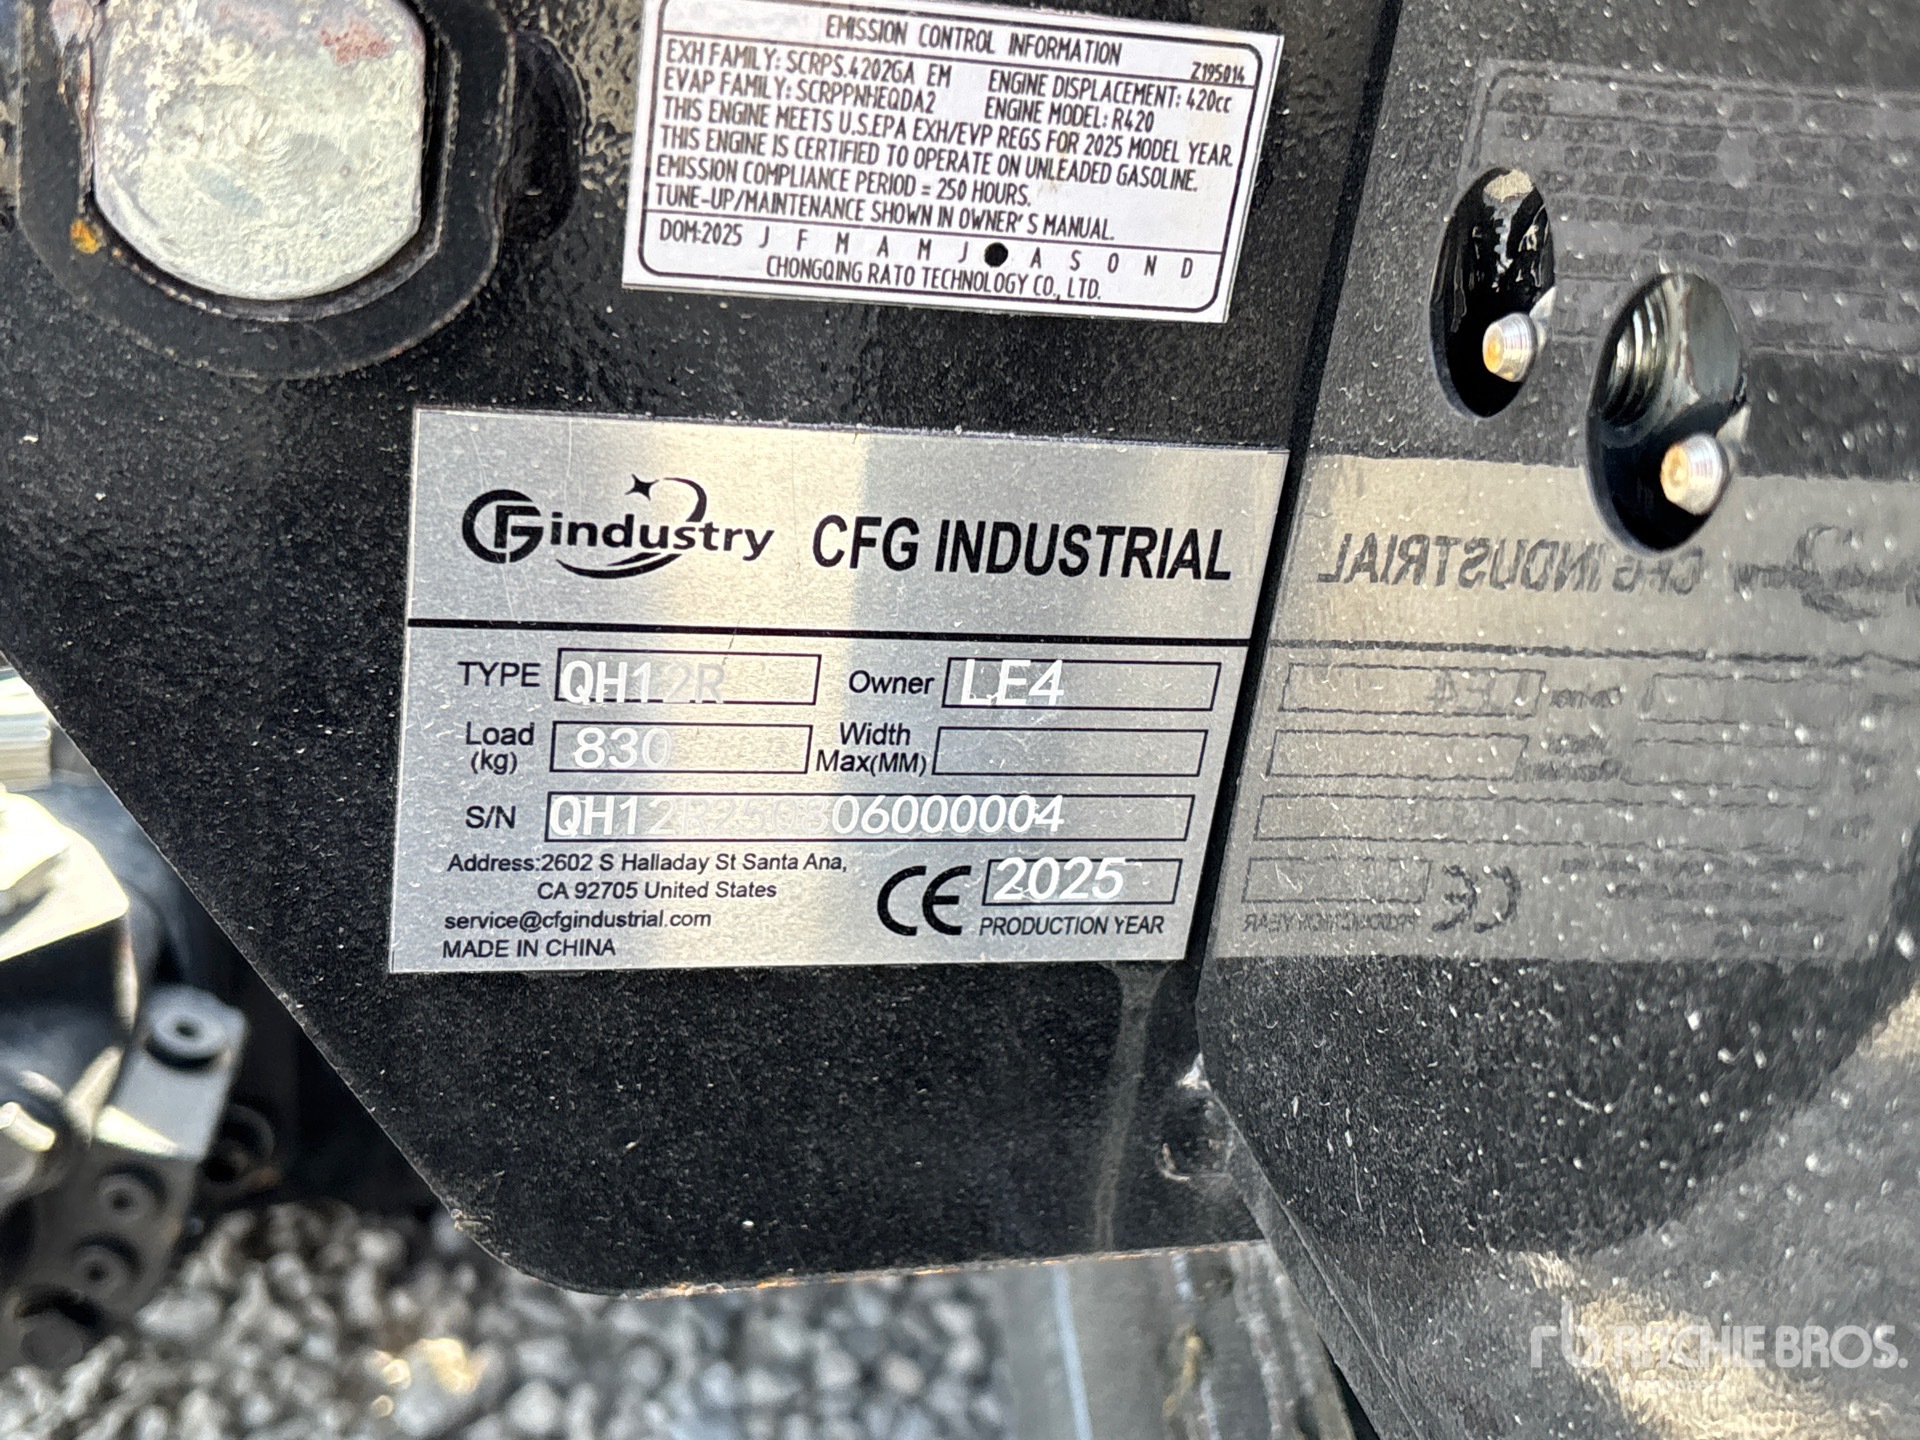 EMISSION CONTROL INFORMATION
Z195014
EXH FAMILY: SCRPS.4202GA EM ENGINE DISPLACEMENT: 420cc
EVAP FAMILY: SCRPPNHEQDA2 ENGINE MODEL: R420
THIS ENGINE MEETS U.S.EPA EXH/EVP REGS FOR 2025 MODEL YEAR.
THIS ENGINE IS CERTIFIED TO OPERATE ON UNLEADED GASOLINE.
EMISSION COMPLIANCE PERIOD = 250 HOURS.
TUNE-UP/MAINTENANCE SHOWN IN OWNER'S MANUAL.
DOM:2025 J F M A M J ● A S O N D
CHONGQING RATO TECHNOLOGY CO., LTD.
CFGindustry CFG INDUSTRIAL
TYPE QH12R Owner LE4
Load (kg) 830 Width Max(MM)
S/N QH12R250806000004
Address:2602 S Halladay St Santa Ana,
CA 92705 United States
service@cfgindustrial.com
MADE IN CHINA
CE 2025
PRODUCTION YEAR
rb RITCHIE BROS.